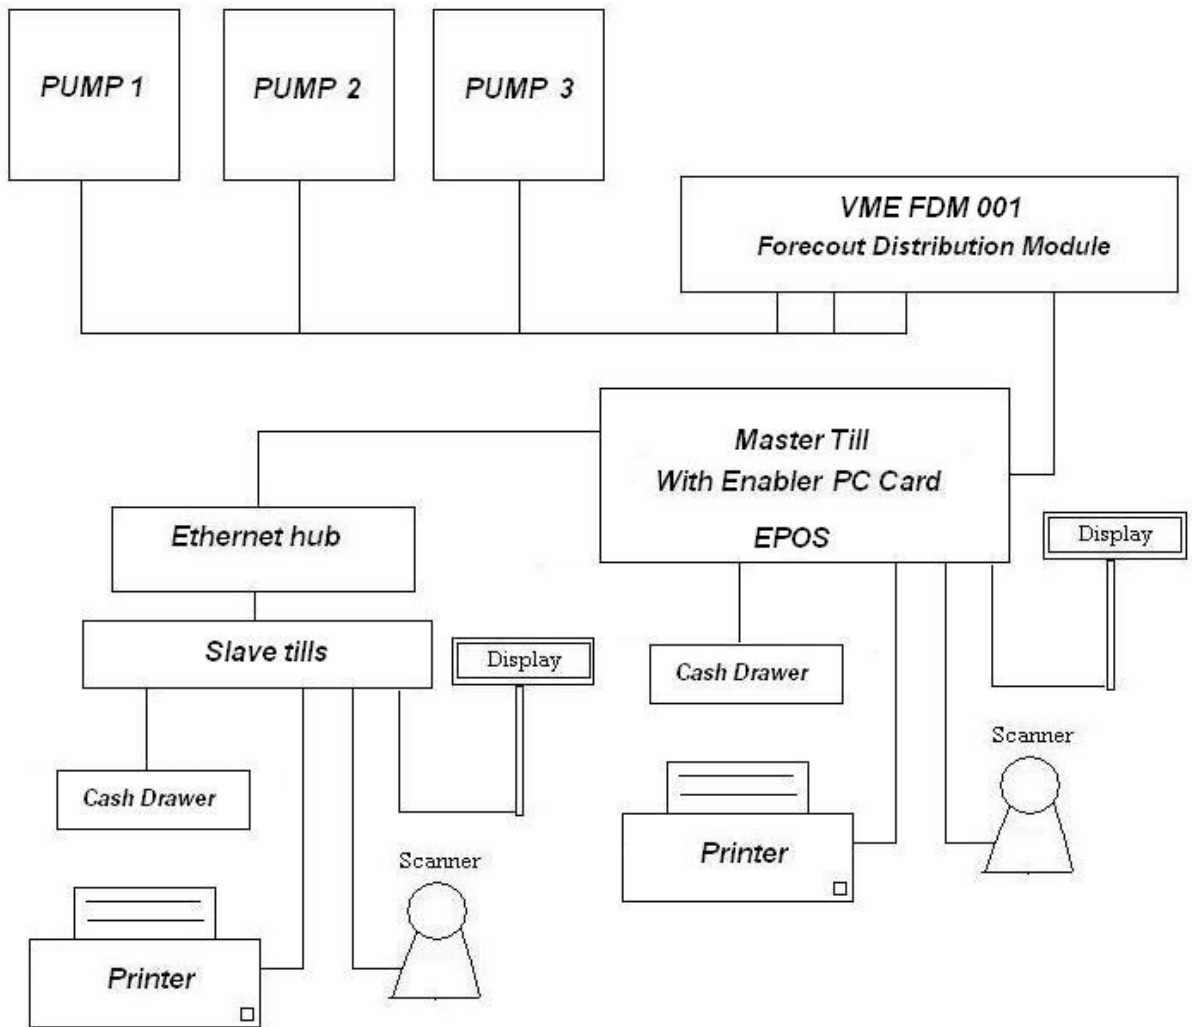 PUMP 1
PUMP 2
PUMP 3
VME FDM 001
Forecout Distribution Module
Master Till
With Enabler PC Card
EPOS
Display
Ethernet hub
Slave tills
Display
Cash Drawer
Scanner
Cash Drawer
Printer
Scanner
Printer